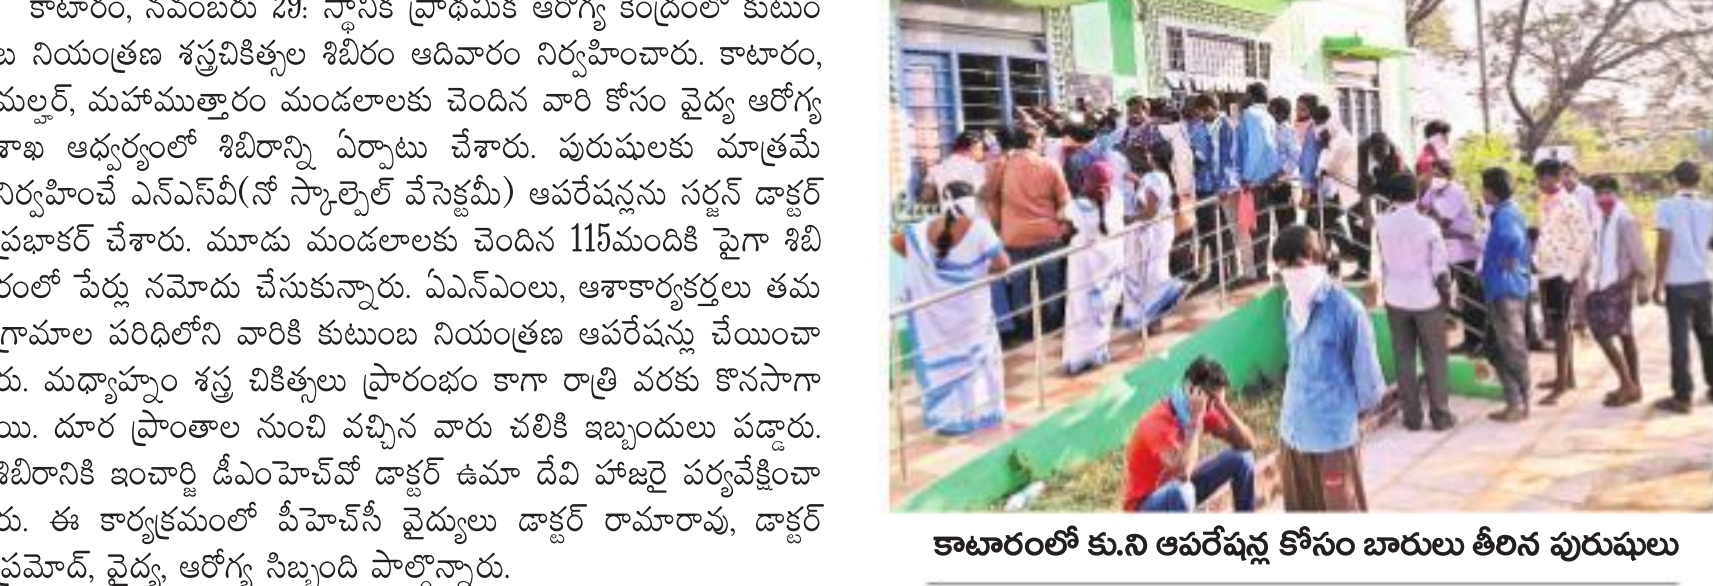 కాటారం, నవంబరు 29: స్థానిక ప్రాథమిక ఆరోగ్య కేంద్రంలో కుటుం
బ నియంత్రణ శస్త్రచికిత్సల శిబిరం ఆదివారం నిర్వహించారు. కాటారం,
మల్హర్, మహాముత్తారం మండలాలకు చెందిన వారి కోసం వైద్య ఆరోగ్య
శాఖ ఆధ్వర్యంలో శిబిరాన్ని ఏర్పాటు చేశారు. పురుషులకు మాత్రమే
నిర్వహించే ఎన్ఎస్‌వీ(నో స్కాల్పెల్ వేసెక్టమీ) ఆపరేషన్లను సర్జన్ డాక్టర్
ప్రభాకర్ చేశారు. మూడు మండలాలకు చెందిన 115మందికి పైగా శిబి
రంలో పేర్లు నమోదు చేసుకున్నారు. ఏఎన్ఎంలు, ఆశాకార్యకర్తలు తమ
గ్రామాల పరిధిలోని వారికి కుటుంబ నియంత్రణ ఆపరేషన్లు చేయించా
రు. మధ్యాహ్నం శస్త్ర చికిత్సలు ప్రారంభం కాగా రాత్రి వరకు కొనసాగా
యి. దూర ప్రాంతాల నుంచి వచ్చిన వారు చలికి ఇబ్బందులు పడ్డారు.
శిబిరానికి ఇంచార్జి డీఎంహెచ్‌వో డాక్టర్ ఉమా దేవి హాజరై పర్యవేక్షించా
రు. ఈ కార్యక్రమంలో పీహెచ్‌సీ వైద్యులు డాక్టర్ రామారావు, డాక్టర్
ప్రమోద్, వైద్య, ఆరోగ్య సిబ్బంది పాల్గొన్నారు.
కాటారంలో కు.ని ఆపరేషన్ల కోసం బారులు తీరిన పురుషులు